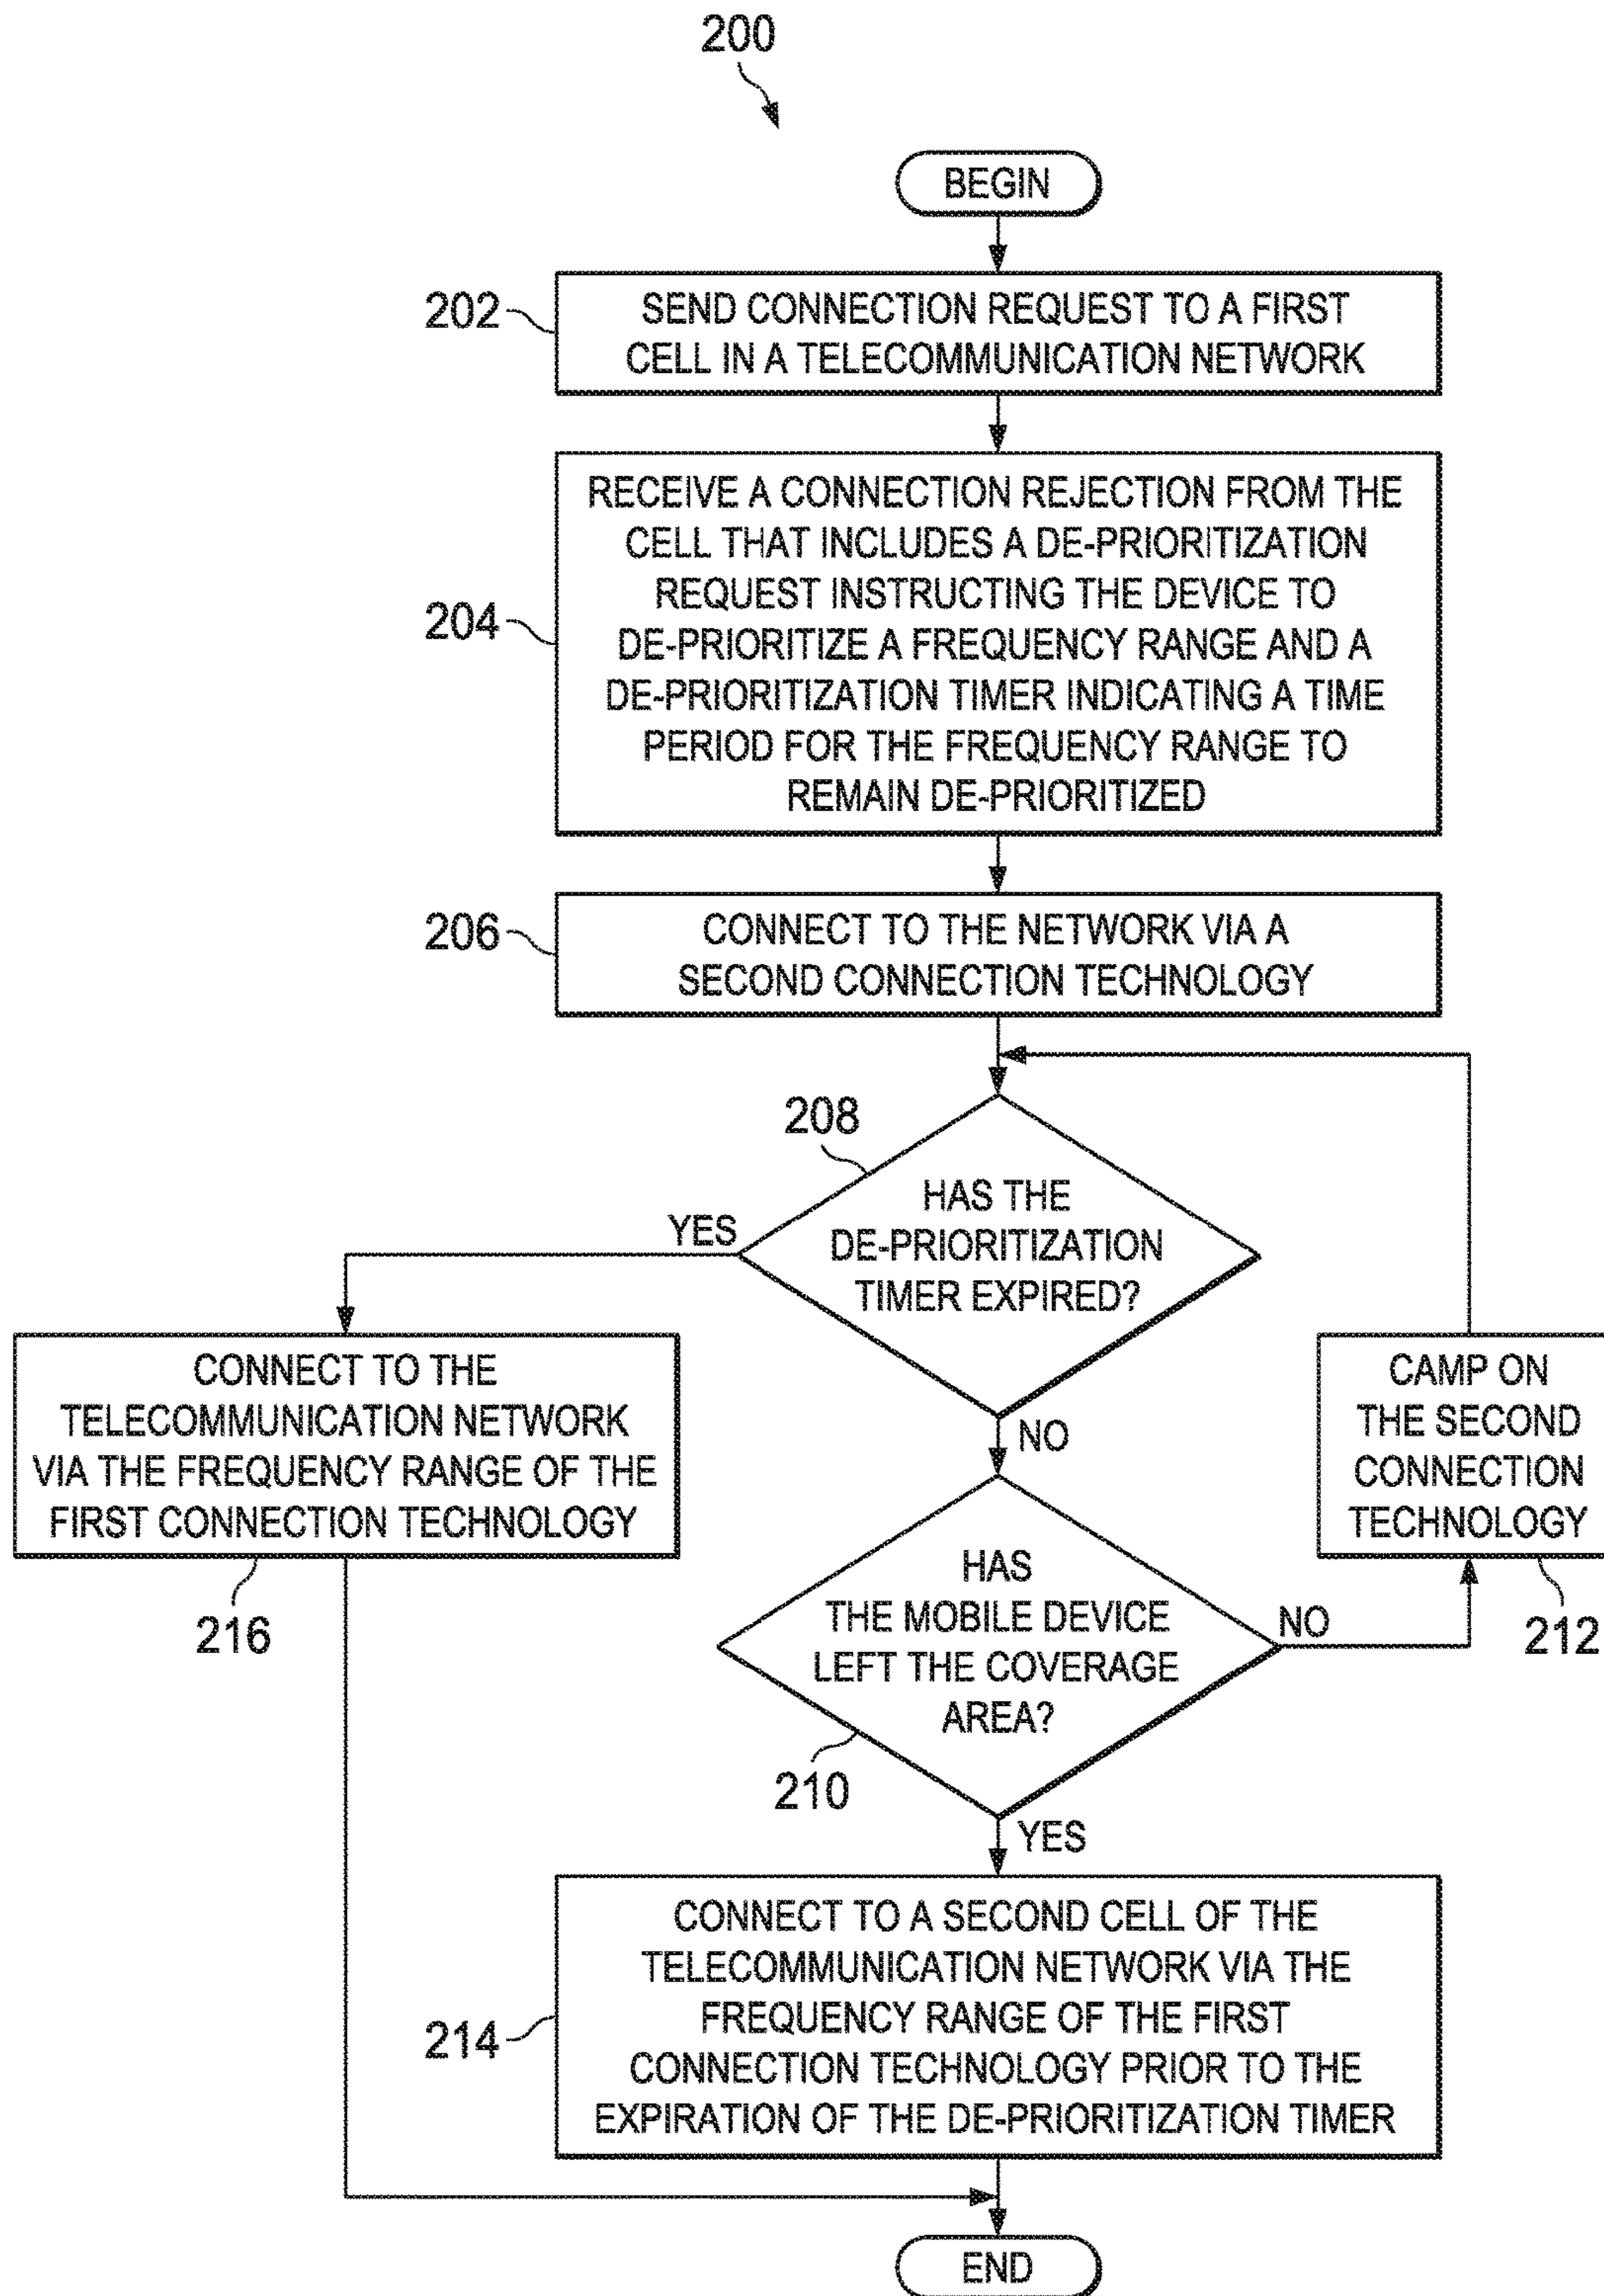 200
BEGIN
202
SEND CONNECTION REQUEST TO A FIRST
CELL IN A TELECOMMUNICATION NETWORK
204
RECEIVE A CONNECTION REJECTION FROM THE
CELL THAT INCLUDES A DE-PRIORITIZATION
REQUEST INSTRUCTING THE DEVICE TO
DE-PRIORITIZE A FREQUENCY RANGE AND A
DE-PRIORITIZATION TIMER INDICATING A TIME
PERIOD FOR THE FREQUENCY RANGE TO
REMAIN DE-PRIORITIZED
206
CONNECT TO THE NETWORK VIA A
SECOND CONNECTION TECHNOLOGY
208
HAS THE
DE-PRIORITIZATION
TIMER EXPIRED?
YES
NO
CONNECT TO THE
TELECOMMUNICATION NETWORK
VIA THE FREQUENCY RANGE OF THE
FIRST CONNECTION TECHNOLOGY
216
CAMP ON
THE SECOND
CONNECTION
TECHNOLOGY
212
HAS
THE MOBILE DEVICE
LEFT THE COVERAGE
AREA?
NO
210
YES
214
CONNECT TO A SECOND CELL OF THE
TELECOMMUNICATION NETWORK VIA THE
FREQUENCY RANGE OF THE FIRST
CONNECTION TECHNOLOGY PRIOR TO THE
EXPIRATION OF THE DE-PRIORITIZATION TIMER
END